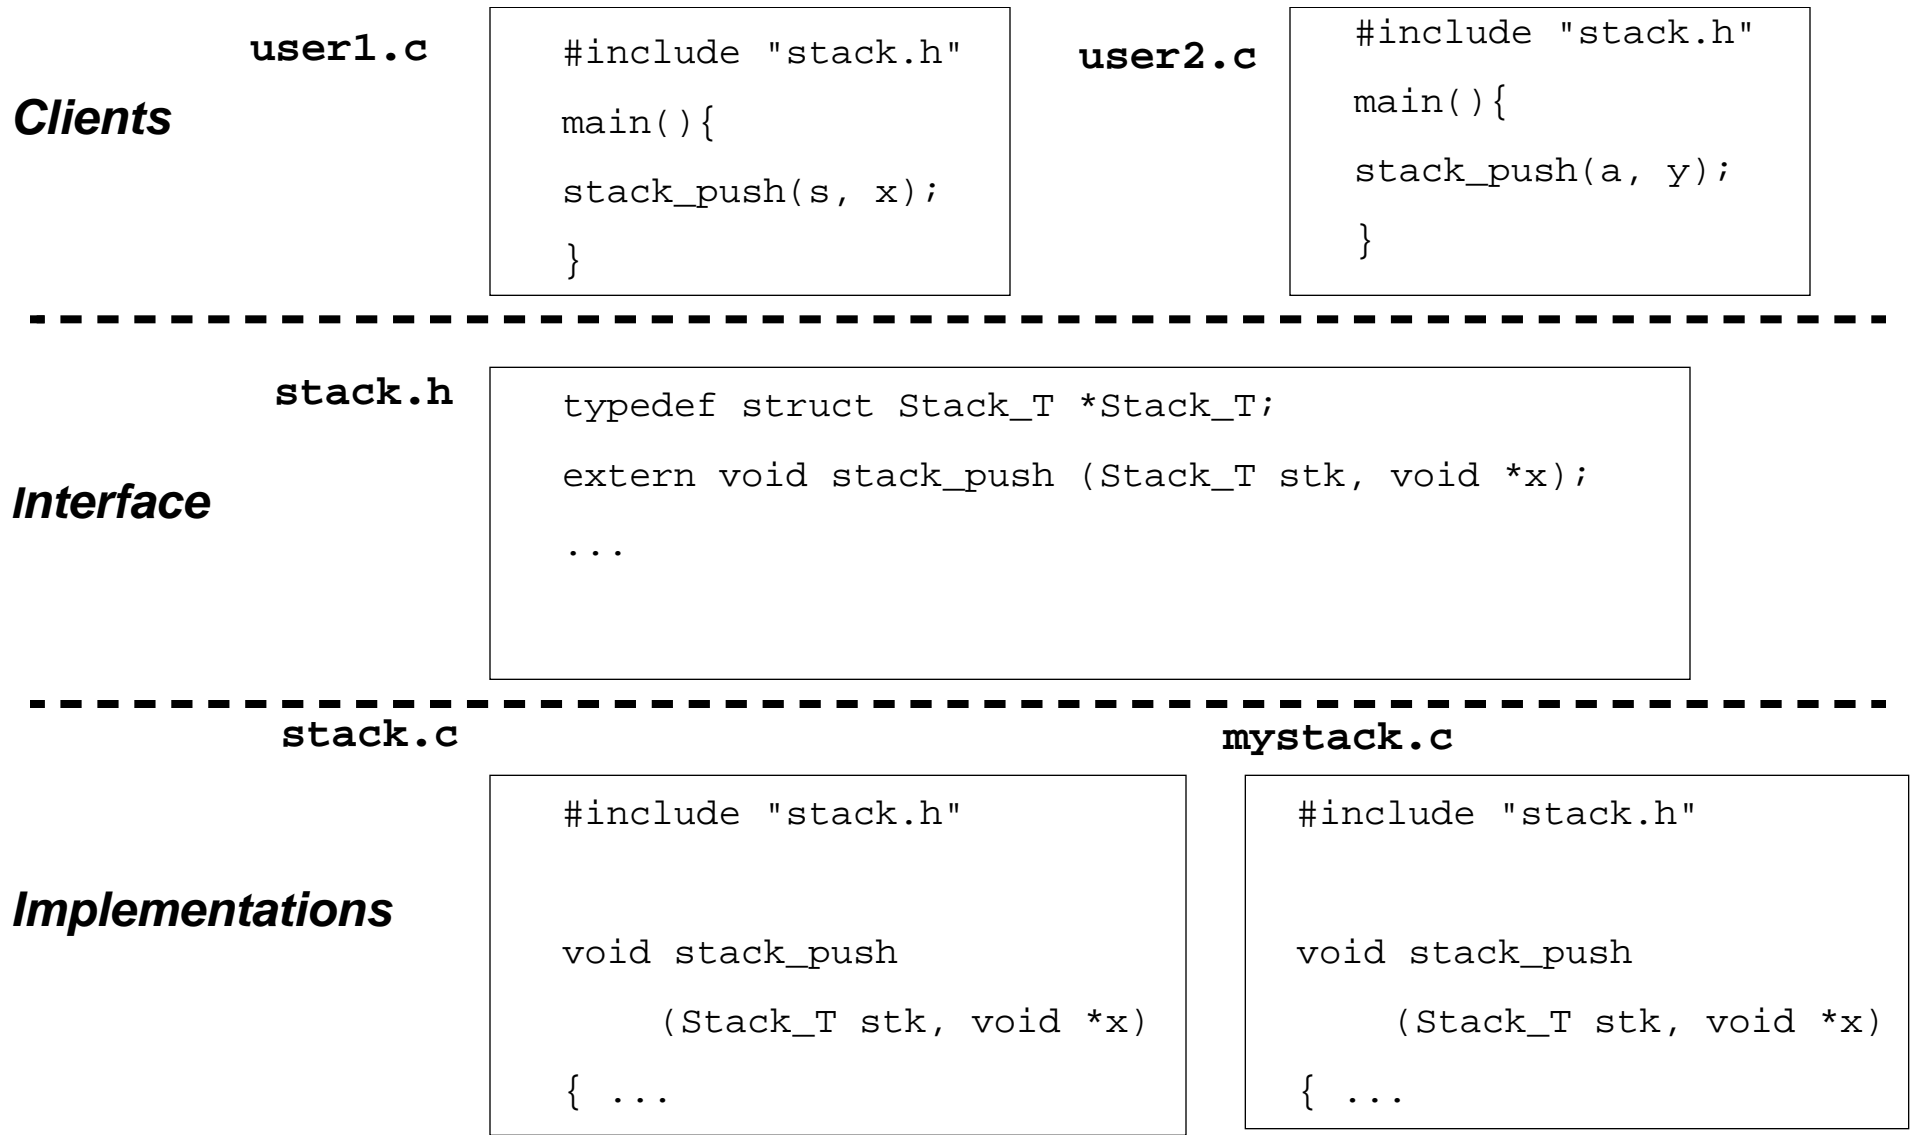 Clients
user1.c
#include "stack.h"
main(){
stack_push(s, x);
}
user2.c
#include "stack.h"
main(){
stack_push(a, y);
}
Interface
stack.h
typedef struct Stack_T *Stack_T;
extern void stack_push (Stack_T stk, void *x);
...
Implementations
stack.c
#include "stack.h"
void stack_push
(Stack_T stk, void *x)
{ ...
mystack.c
#include "stack.h"
void stack_push
(Stack_T stk, void *x)
{ ...